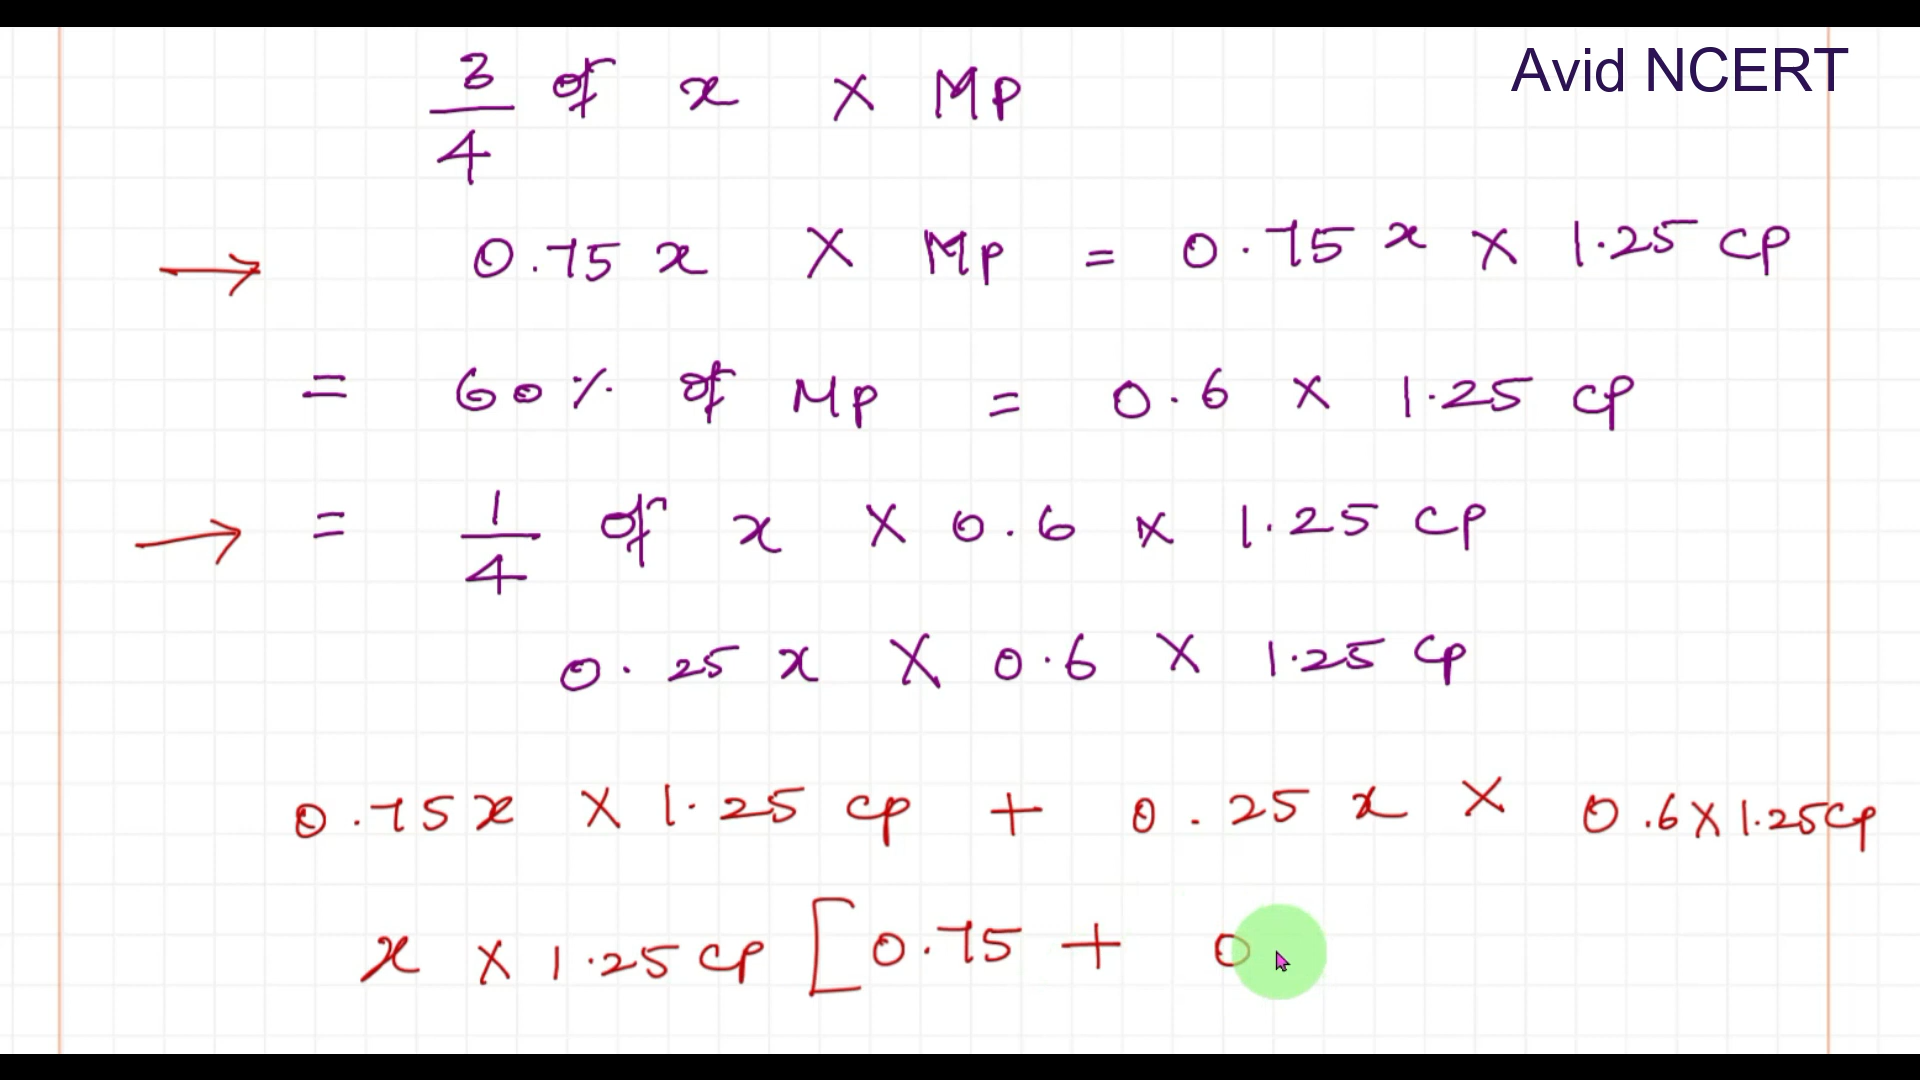 Avid NCERT
3/4 of x × MP
→ 0.75 x × MP = 0.75 x × 1.25 CP
= 60% of MP = 0.6 × 1.25 CP
→ = 1/4 of x × 0.6 × 1.25 CP
0.25 x × 0.6 × 1.25 CP
0.75 x × 1.25 CP + 0.25 x × 0.6 × 1.25 CP
x × 1.25 CP [0.75 + 0